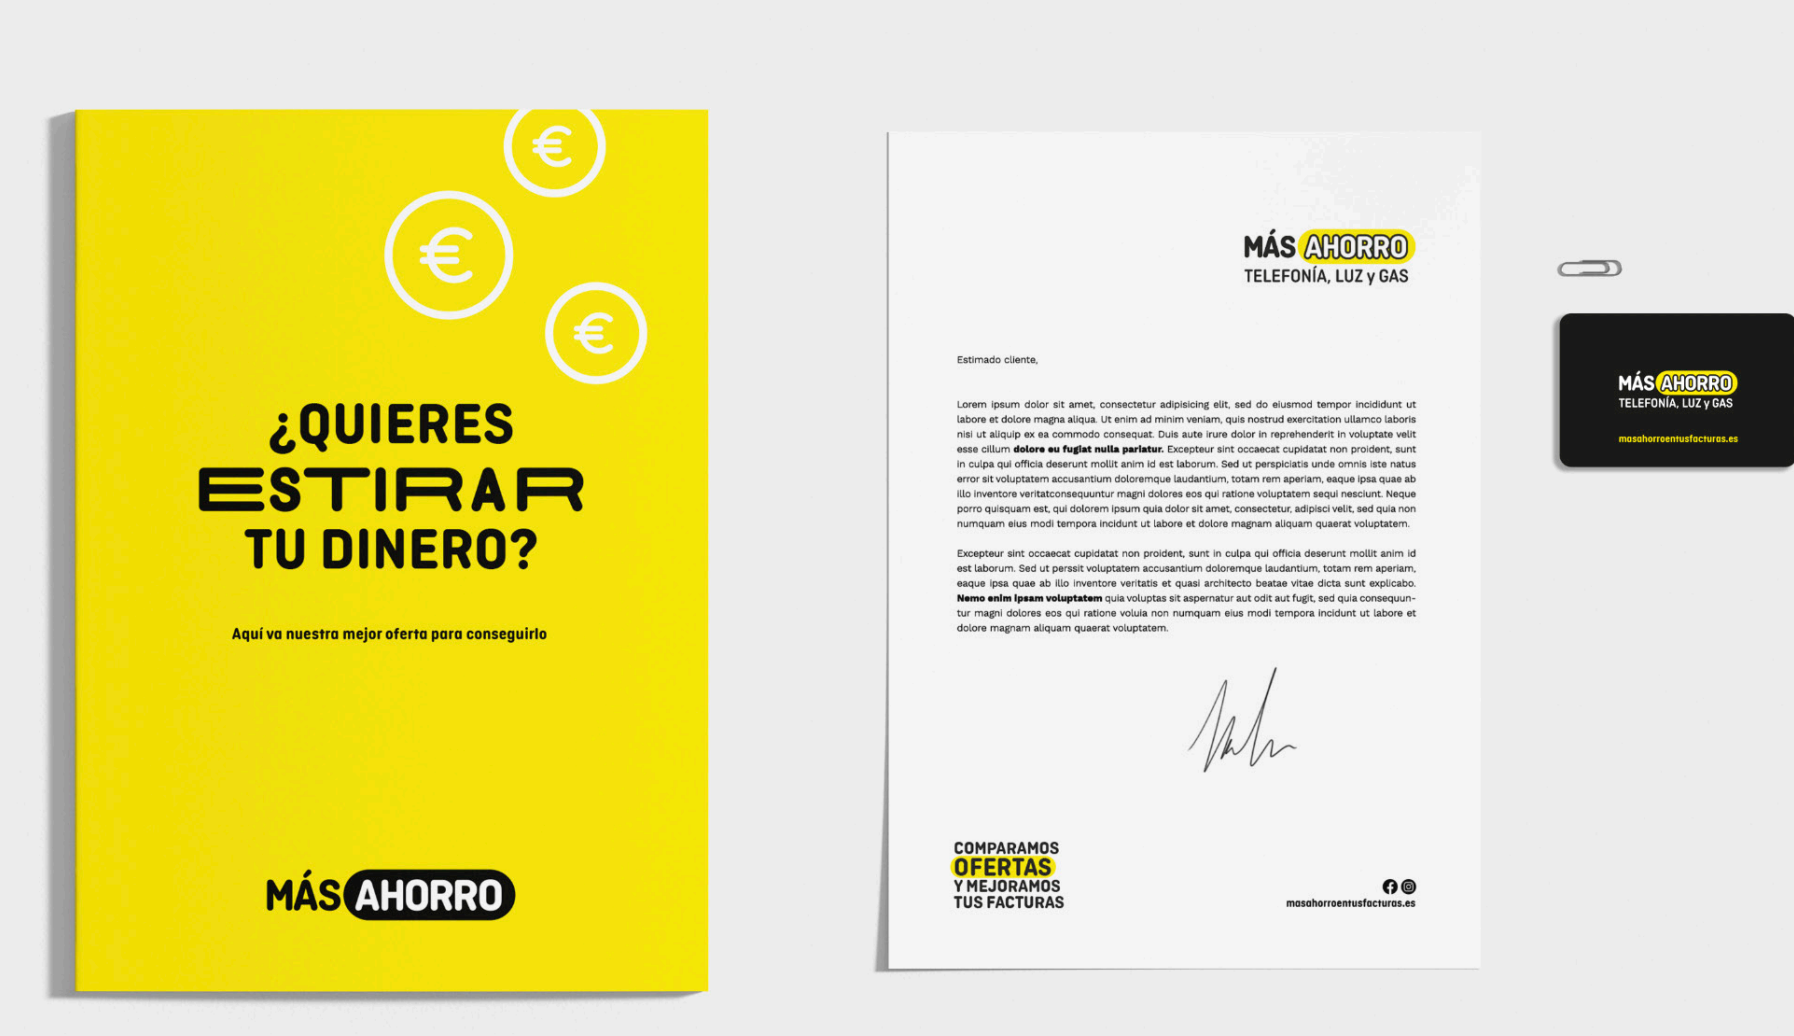 €
€
€
¿QUIERES
ESTIRAR
TU DINERO?
Aquí va nuestra mejor oferta para conseguirlo
MÁS AHORRO
MÁS AHORRO
TELEFONÍA, LUZ y GAS
Estimado cliente,
Lorem ipsum dolor sit amet, consectetur adipisicing elit, sed do eiusmod tempor incididunt ut
labore et dolore magna aliqua. Ut enim ad minim veniam, quis nostrud exercitation ullamco laboris
nisi ut aliquip ex ea commodo consequat. Duis aute irure dolor in reprehenderit in voluptate velit
esse cillum dolore eu fugiat nulla pariatur. Excepteur sint occaecat cupidatat non proident, sunt
in culpa qui officia deserunt mollit anim id est laborum. Sed ut perspiciatis unde omnis iste natus
error sit voluptatem accusantium doloremque laudantium, totam rem aperiam, eaque ipsa quae ab
illo inventore veritatconsequuntur magni dolores eos qui ratione voluptatem sequi nesciunt. Neque
porro quisquam est, qui dolorem ipsum quia dolor sit amet, consectetur, adipisci velit, sed quia non
numquam eius modi tempora incidunt ut labore et dolore magnam aliquam quaerat voluptatem.
Excepteur sint occaecat cupidatat non proident, sunt in culpa qui officia deserunt mollit anim id
est laborum. Sed ut perssit voluptatem accusantium doloremque laudantium, totam rem aperiam,
eaque ipsa quae ab illo inventore veritatis et quasi architecto beatae vitae dicta sunt explicabo.
Nemo enim ipsam voluptatem quia voluptas sit aspernatur aut odit aut fugit, sed quia consequun-
tur magni dolores eos qui ratione voluia non numquam eius modi tempora incidunt ut labore et
dolore magnam aliquam quaerat voluptatem.
COMPARAMOS
OFERTAS
Y MEJORAMOS
TUS FACTURAS
masahorroentusfacturas.es
MÁS AHORRO
TELEFONÍA, LUZ y GAS
masahorroentusfacturas.es